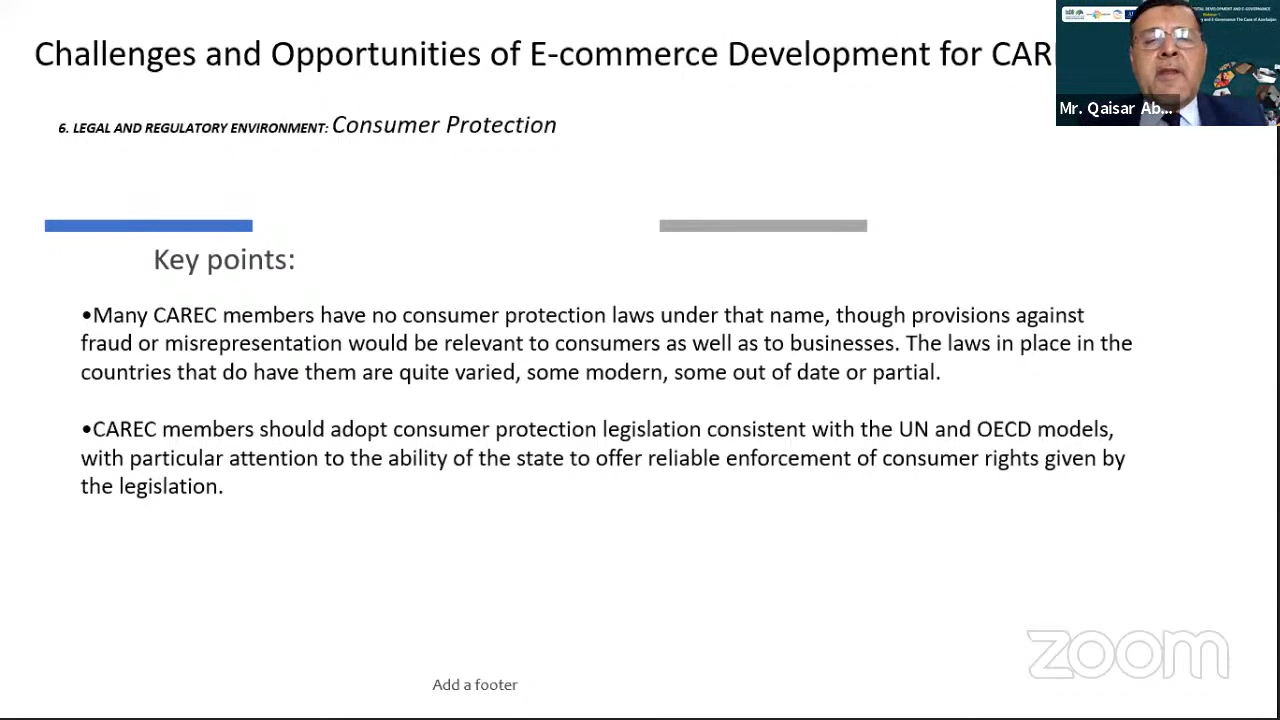 Challenges and Opportunities of E-commerce Development for CAR
6. LEGAL AND REGULATORY ENVIRONMENT: Consumer Protection
Mr. Qaisar Ab...
Key points:
•Many CAREC members have no consumer protection laws under that name, though provisions against
fraud or misrepresentation would be relevant to consumers as well as to businesses. The laws in place in the
countries that do have them are quite varied, some modern, some out of date or partial.
•CAREC members should adopt consumer protection legislation consistent with the UN and OECD models,
with particular attention to the ability of the state to offer reliable enforcement of consumer rights given by
the legislation.
zoom
Add a footer